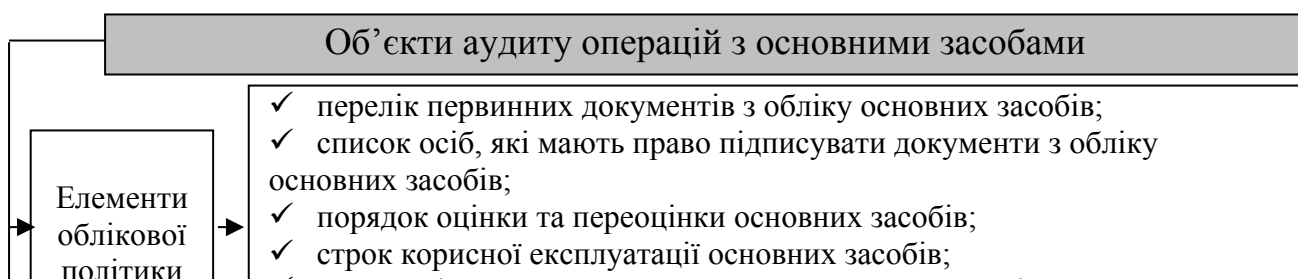 Об’єкти аудиту операцій з основними засобами
✓ перелік первинних документів з обліку основних засобів;
✓ список осіб, які мають право підписувати документи з обліку
основних засобів;
✓ порядок оцінки та переоцінки основних засобів;
✓ строк корисної експлуатації основних засобів;
Елементи
облікової
політики